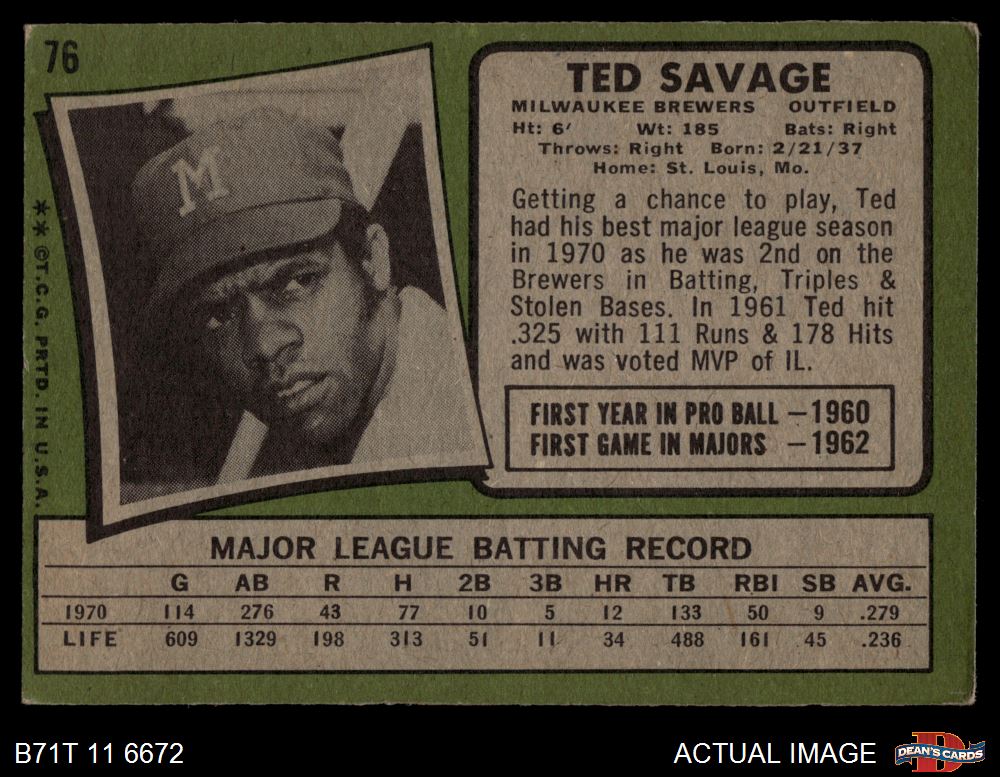 76
M
** ©T.C.G. PRTD. IN U.S.A.
TED SAVAGE
MILWAUKEE BREWERS OUTFIELD
Ht: 6' Wt: 185 Bats: Right
Throws: Right Born: 2/21/37
Home: St. Louis, Mo.
Getting a chance to play, Ted
had his best major league season
in 1970 as he was 2nd on the
Brewers in Batting, Triples &
Stolen Bases. In 1961 Ted hit
.325 with 111 Runs & 178 Hits
and was voted MVP of IL.
FIRST YEAR IN PRO BALL —1960
FIRST GAME IN MAJORS —1962
MAJOR LEAGUE BATTING RECORD
G AB R H 2B 3B HR TB RBI SB AVG.
1970 114 276 43 77 10 5 12 133 50 9 .279
LIFE 609 1329 198 313 51 11 34 488 161 45 .236
B71T 11 6672
ACTUAL IMAGE
D
DEAN'S CARDS